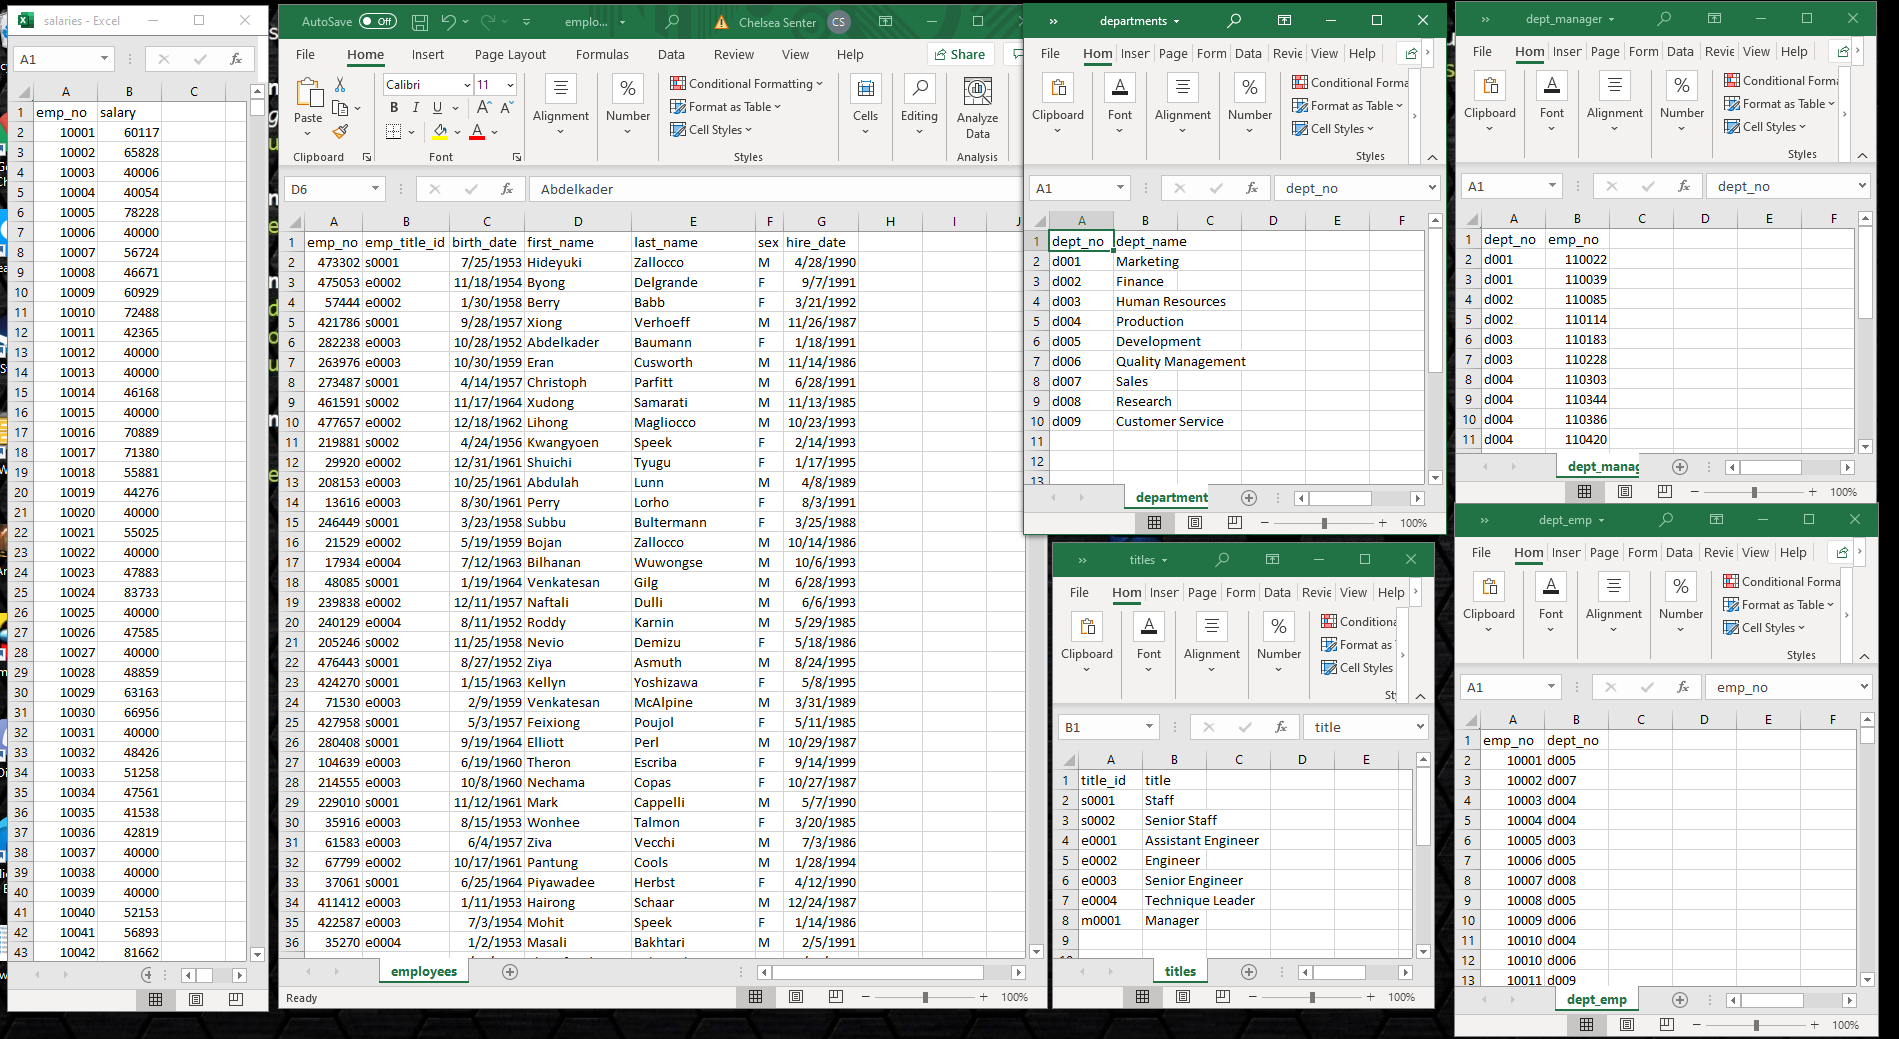 salaries - Excel
A1
A B C
1 emp_no salary
2 10001 60117
3 10002 65828
4 10003 40006
5 10004 40054
6 10005 78228
7 10006 40000
8 10007 56724
9 10008 46671
10 10009 60929
11 10010 72488
12 10011 42365
13 10012 40000
14 10013 40000
15 10014 46168
16 10015 40000
17 10016 70889
18 10017 71380
19 10018 55881
20 10019 44276
21 10020 40000
22 10021 55025
23 10022 40000
24 10023 47883
25 10024 83733
26 10025 40000
27 10026 47585
28 10027 40000
29 10028 48859
30 10029 63163
31 10030 66956
32 10031 40000
33 10032 48426
34 10033 51258
35 10034 47561
36 10035 41538
37 10036 42819
38 10037 40000
39 10038 40000
40 10039 40000
41 10040 52153
42 10041 56893
43 10042 81662
AutoSave Off emplo... Chelsea Senter CS
File Home Insert Page Layout Formulas Data Review View Help Share
Paste Calibri 11 Alignment Number Conditional Formatting Format as Table Cell Styles Cells Editing Analyze Data
B I U A A A
Clipboard Font Styles Analysis
D6 fx Abdelkader
A B C D E F G H I J
1 emp_no emp_title_id birth_date first_name last_name sex hire_date
2 473302 s0001 7/25/1953 Hideyuki Zallocco M 4/28/1990
3 475053 e0002 11/18/1954 Byong Delgrande F 9/7/1991
4 57444 e0002 1/30/1958 Berry Babb F 3/21/1992
5 421786 s0001 9/28/1957 Xiong Verhoeff M 11/26/1987
6 282238 e0003 10/28/1952 Abdelkader Baumann F 1/18/1991
7 263976 e0003 10/30/1959 Eran Cusworth M 11/14/1986
8 273487 s0001 4/14/1957 Christoph Parfitt M 6/28/1991
9 461591 s0002 11/17/1964 Xudong Samarati M 11/13/1985
10 477657 e0002 12/18/1962 Lihong Magliocco M 10/23/1993
11 219881 s0002 4/24/1956 Kwangyoen Speek F 2/14/1993
12 29920 e0002 12/31/1961 Shuichi Tyugu F 1/17/1995
13 208153 e0003 10/25/1961 Abdulah Lunn M 4/8/1989
14 13616 e0003 8/30/1961 Perry Lorho F 8/3/1991
15 246449 s0001 3/23/1958 Subbu Bultermann F 3/25/1988
16 21529 e0002 5/19/1959 Bojan Zallocco M 10/14/1986
17 17934 e0004 7/12/1963 Bilhanan Wuwongse M 10/6/1993
18 48085 s0001 1/19/1964 Venkatesan Gilg M 6/28/1993
19 239838 e0002 12/11/1957 Naftali Dulli M 6/6/1993
20 240129 e0004 8/11/1952 Roddy Karnin M 5/29/1985
21 205246 s0002 11/25/1958 Nevio Demizu F 5/18/1986
22 476443 s0001 8/27/1952 Ziya Asmuth M 8/24/1995
23 424270 s0001 1/15/1963 Kellyn Yoshizawa F 5/8/1995
24 71530 e0003 2/9/1959 Venkatesan McAlpine M 3/31/1989
25 427958 s0001 5/3/1957 Feixiong Poujol F 5/11/1985
26 280408 s0001 9/19/1964 Elliott Perl M 10/29/1987
27 104639 e0003 6/19/1960 Theron Escriba F 9/14/1999
28 214555 e0003 10/8/1960 Nechama Copas F 10/27/1987
29 229010 s0001 11/12/1961 Mark Cappelli M 5/7/1990
30 35916 e0003 8/15/1953 Wonhee Talmon F 3/20/1985
31 61583 e0003 6/4/1957 Ziva Vecchi M 7/3/1986
32 67799 e0002 10/17/1961 Pantung Cools M 1/28/1994
33 37061 s0001 6/25/1964 Piyawadee Herbst F 4/12/1990
34 411412 e0003 1/11/1953 Hairong Schaar M 12/24/1987
35 422587 e0003 7/3/1954 Mohit Speek F 1/14/1986
36 35270 e0004 1/2/1953 Masali Bakhtari M 2/5/1991
employees
Ready 100%
departments
File Hom Inser Page Form Data Revie View Help
Clipboard Font Alignment Number Conditional Forma Format as Table Cell Styles
Styles
A1 fx dept_no
A B C D E F
1 dept_no dept_name
2 d001 Marketing
3 d002 Finance
4 d003 Human Resources
5 d004 Production
6 d005 Development
7 d006 Quality Management
8 d007 Sales
9 d008 Research
10 d009 Customer Service
11
12
13
department
100%
titles
File Hom Inser Page Form Data Revie View Help
Clipboard Font Alignment Number Conditiona Format as Cell Styles
B1 fx title
A B C D E
1 title_id title
2 s0001 Staff
3 s0002 Senior Staff
4 e0001 Assistant Engineer
5 e0002 Engineer
6 e0003 Senior Engineer
7 e0004 Technique Leader
8 m0001 Manager
9
titles
100%
dept_manager
File Hom Inser Page Form Data Revie View Help
Clipboard Font Alignment Number Conditional Forma Format as Table Cell Styles
Styles
A1 fx dept_no
A B C D E F
1 dept_no emp_no
2 d001 110022
3 d001 110039
4 d002 110085
5 d002 110114
6 d003 110183
7 d003 110228
8 d004 110303
9 d004 110344
10 d004 110386
11 d004 110420
dept_manag
100%
dept_emp
File Hom Inser Page Form Data Revie View Help
Clipboard Font Alignment Number Conditional Forma Format as Table Cell Styles
Styles
A1 fx emp_no
A B C D E F
1 emp_no dept_no
2 10001 d005
3 10002 d007
4 10003 d004
5 10004 d004
6 10005 d003
7 10006 d005
8 10007 d008
9 10008 d005
10 10009 d006
11 10010 d004
12 10010 d006
13 10011 d009
dept_emp
100%